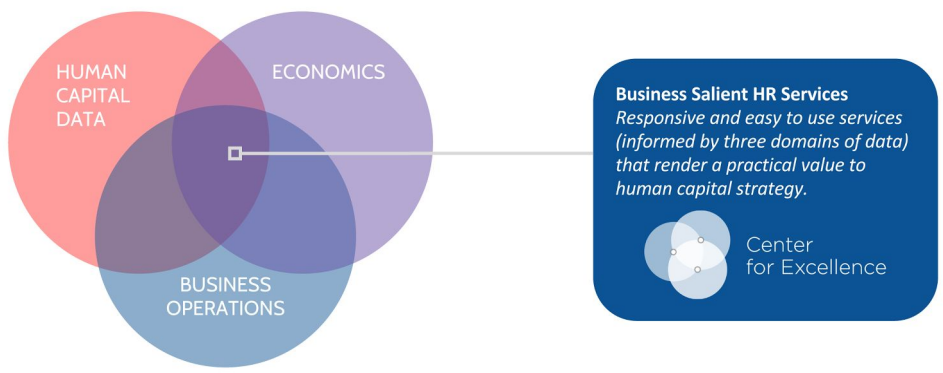 HUMAN
CAPITAL
DATA
ECONOMICS
BUSINESS
OPERATIONS
Business Salient HR Services
Responsive and easy to use services
(informed by three domains of data)
that render a practical value to
human capital strategy.
Center
for Excellence